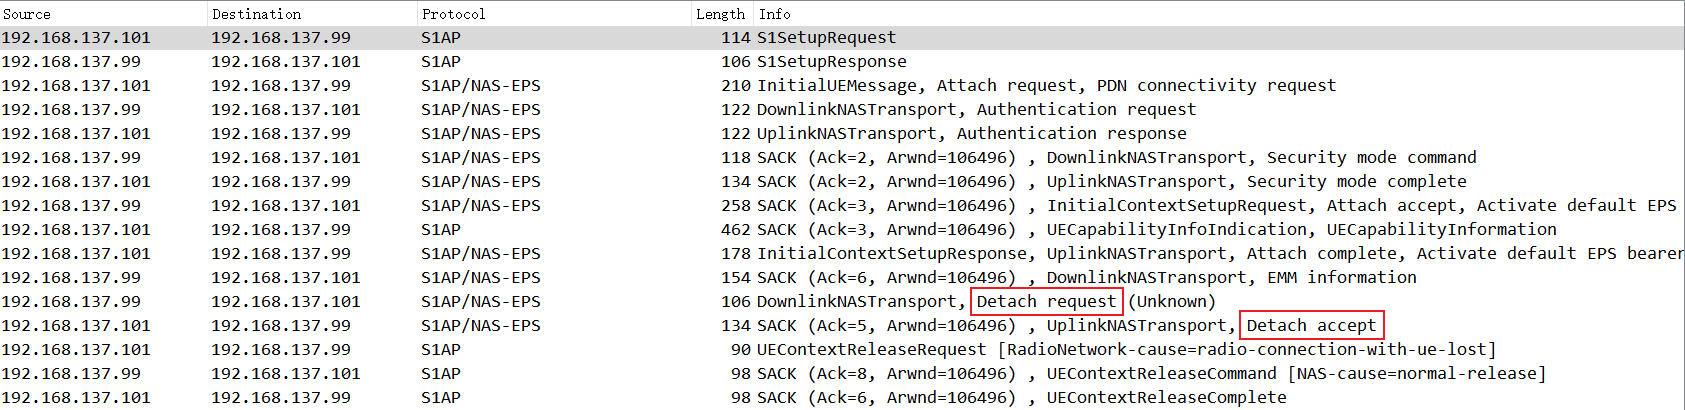 Source Destination Protocol Length Info
192.168.137.101 192.168.137.99 S1AP 114 S1SetupRequest
192.168.137.99 192.168.137.101 S1AP 106 S1SetupResponse
192.168.137.101 192.168.137.99 S1AP/NAS-EPS 210 InitialUEMessage, Attach request, PDN connectivity request
192.168.137.99 192.168.137.101 S1AP/NAS-EPS 122 DownlinkNASTransport, Authentication request
192.168.137.101 192.168.137.99 S1AP/NAS-EPS 122 UplinkNASTransport, Authentication response
192.168.137.99 192.168.137.101 S1AP/NAS-EPS 118 SACK (Ack=2, Arwnd=106496) , DownlinkNASTransport, Security mode command
192.168.137.101 192.168.137.99 S1AP/NAS-EPS 134 SACK (Ack=2, Arwnd=106496) , UplinkNASTransport, Security mode complete
192.168.137.99 192.168.137.101 S1AP/NAS-EPS 258 SACK (Ack=3, Arwnd=106496) , InitialContextSetupRequest, Attach accept, Activate default EPS
192.168.137.101 192.168.137.99 S1AP 462 SACK (Ack=3, Arwnd=106496) , UECapabilityInfoIndication, UECapabilityInformation
192.168.137.101 192.168.137.99 S1AP/NAS-EPS 178 InitialContextSetupResponse, UplinkNASTransport, Attach complete, Activate default EPS bearer
192.168.137.99 192.168.137.101 S1AP/NAS-EPS 154 SACK (Ack=6, Arwnd=106496) , DownlinkNASTransport, EMM information
192.168.137.99 192.168.137.101 S1AP/NAS-EPS 106 DownlinkNASTransport, Detach request (Unknown)
192.168.137.101 192.168.137.99 S1AP/NAS-EPS 134 SACK (Ack=5, Arwnd=106496) , UplinkNASTransport, Detach accept
192.168.137.101 192.168.137.99 S1AP 90 UEContextReleaseRequest [RadioNetwork-cause=radio-connection-with-ue-lost]
192.168.137.99 192.168.137.101 S1AP 98 SACK (Ack=8, Arwnd=106496) , UEContextReleaseCommand [NAS-cause=normal-release]
192.168.137.101 192.168.137.99 S1AP 98 SACK (Ack=6, Arwnd=106496) , UEContextReleaseComplete